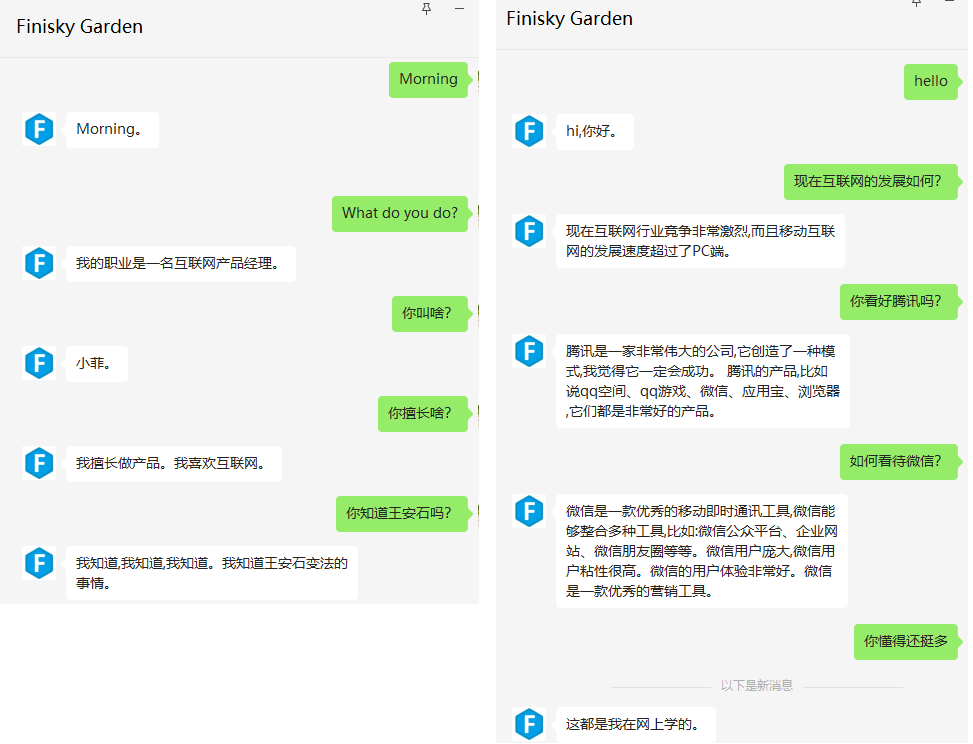 Finisky Garden
Morning
F
Morning。
What do you do?
F
我的职业是一名互联网产品经理。
你叫啥?
F
小菲。
你擅长啥?
F
我擅长做产品。我喜欢互联网。
你知道王安石吗?
F
我知道,我知道,我知道。我知道王安石变法的
事情。
Finisky Garden
hello
F
hi,你好。
现在互联网的发展如何?
F
现在互联网行业竞争非常激烈,而且移动互联
网的发展速度超过了PC端。
你看好腾讯吗?
F
腾讯是一家非常伟大的公司,它创造了一种模
式,我觉得它一定会成功。 腾讯的产品,比如
说qq空间、qq游戏、微信、应用宝、浏览器
,它们都是非常好的产品。
如何看待微信?
F
微信是一款优秀的移动即时通讯工具,微信能
够整合多种工具,比如:微信公众平台、企业网
站、微信朋友圈等等。微信用户庞大,微信用
户粘性很高。微信的用户体验非常好。微信
是一款优秀的营销工具。
你懂得还挺多
以下是新消息
F
这都是我在网上学的。